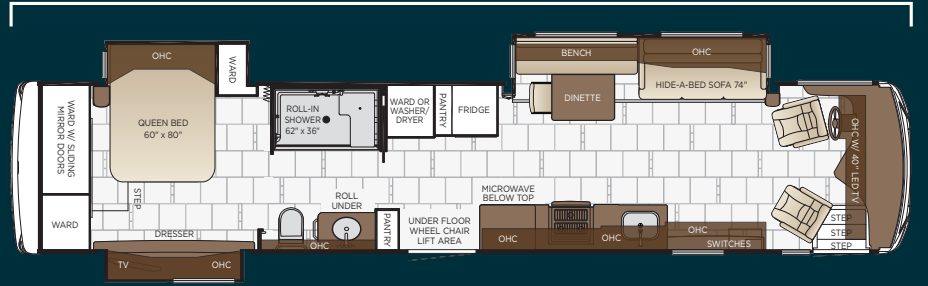 OHC
WARD
QUEEN BED
60" x 80"
WARD W/ SLIDING
MIRROR DOORS
WARD
STEP
DRESSER
TV
OHC
ROLL-IN
SHOWER
62" x 36"
WARD OR
WASHER/
DRYER
PANTRY
FRIDGE
BENCH
DINETTE
OHC
HIDE-A-BED SOFA 74"
OHC W/ 40" LED TV
ROLL
UNDER
OHC
PANTRY
UNDER FLOOR
WHEEL CHAIR
LIFT AREA
MICROWAVE
BELOW TOP
OHC
OHC
OHC
SWITCHES
STEP
STEP
STEP